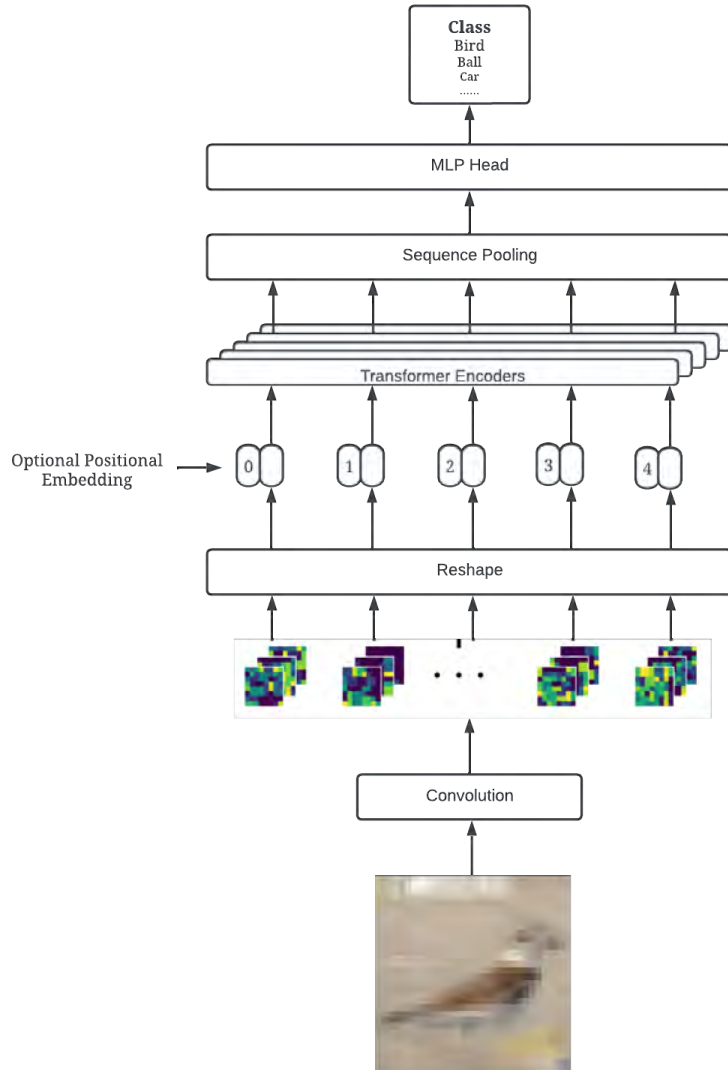 Class
Bird
Ball
Car
......
MLP Head
Sequence Pooling
Transformer Encoders
Optional Positional
Embedding
0
1
2
3
4
Reshape
Convolution